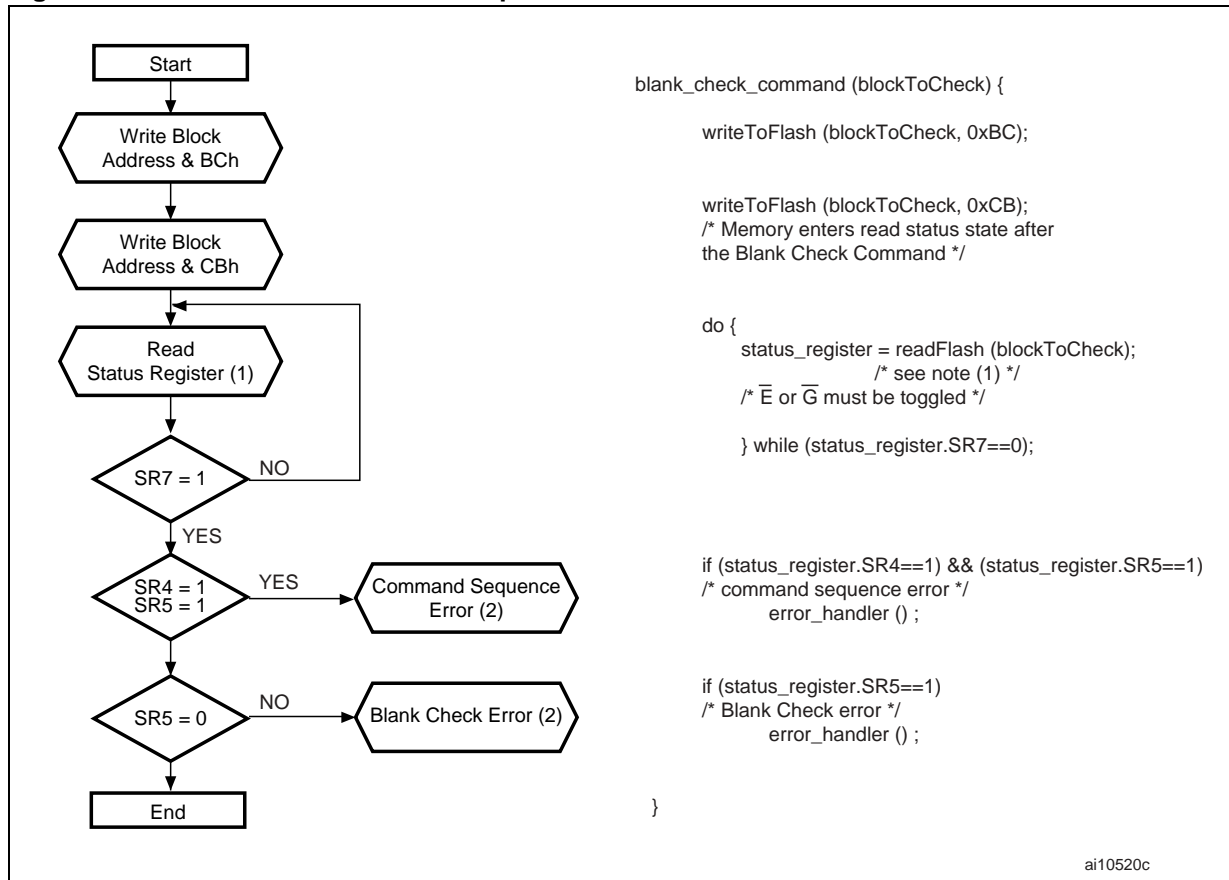 Start
Write Block
Address & BCh
Write Block
Address & CBh
Read
Status Register (1)
SR7 = 1
NO
YES
SR4 = 1
SR5 = 1
YES
Command Sequence
Error (2)
SR5 = 0
NO
Blank Check Error (2)
End
blank_check_command (blockToCheck) {
writeToFlash (blockToCheck, 0xBC);
writeToFlash (blockToCheck, 0xCB);
/* Memory enters read status state after
the Blank Check Command */
do {
status_register = readFlash (blockToCheck);
/* see note (1) */
/* E̅ or G̅ must be toggled */
} while (status_register.SR7==0);
if (status_register.SR4==1) && (status_register.SR5==1)
/* command sequence error */
error_handler () ;
if (status_register.SR5==1)
/* Blank Check error */
error_handler () ;
}
ai10520c